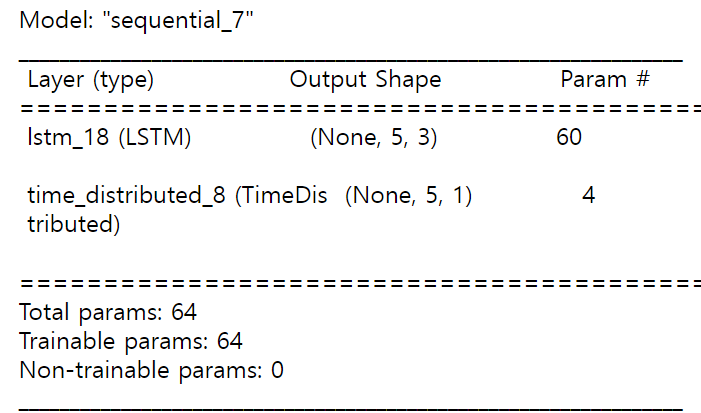 Model: "sequential_7"
_________________________________________________________________
Layer (type) Output Shape Param #
=================================================================
lstm_18 (LSTM) (None, 5, 3) 60
time_distributed_8 (TimeDis (None, 5, 1) 4
tributed)
=================================================================
Total params: 64
Trainable params: 64
Non-trainable params: 0
_________________________________________________________________